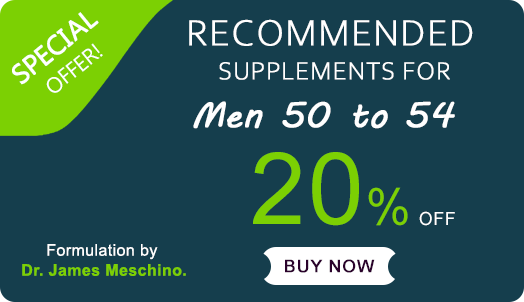 SPECIAL
OFFER!
RECOMMENDED
SUPPLEMENTS FOR
Men 50 to 54
20% OFF
Formulation by
Dr. James Meschino.
BUY NOW